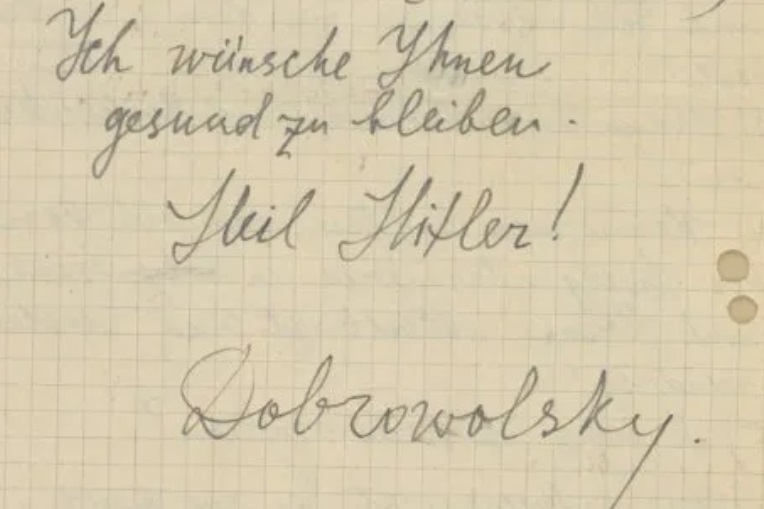 Ich wünsche Ihnen
gesund zu bleiben.
Heil Hitler!
Dobrowolsky.